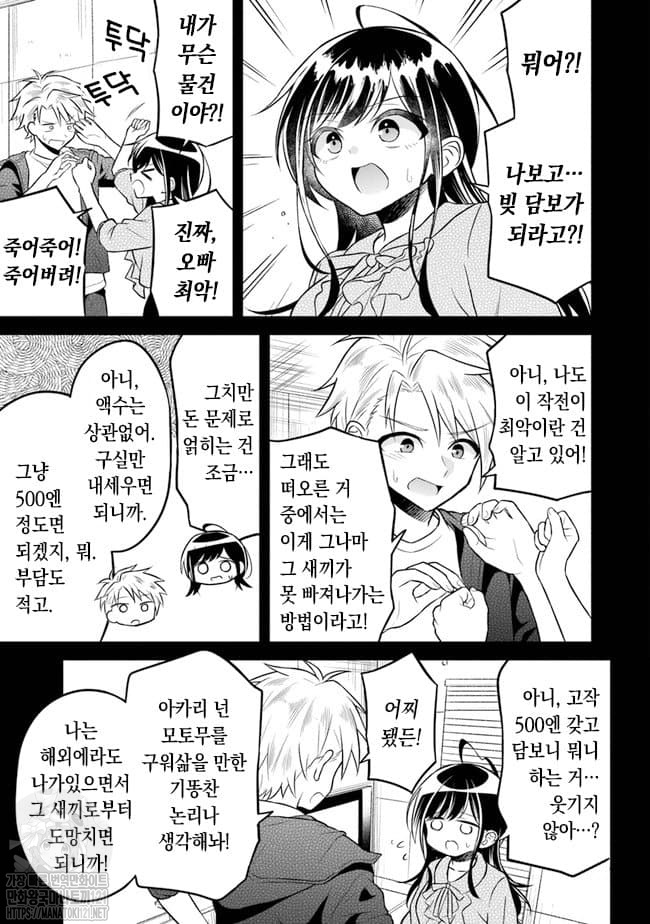 뭐어?!
나보고…
빚 담보가
되라고?!
내가
무슨
물건
이야?!
투닥
투닥
진짜,
오빠
최악!
죽어죽어!
죽어버려!
아니, 나도
이 작전이
최악이란 건
알고 있어!
그래도
떠오른 거
중에서는
이게 그나마
그 새끼가
못 빠져나가는
방법이라고!
그치만
돈 문제로
얽히는 건
조금…
아니,
액수는
상관없어.
구실만
내세우면
되니까.
그냥
500엔
정도면
되겠지, 뭐.
부담도
적고.
아니, 고작
500엔 갖고
담보니 뭐니
하는 거…
웃기지
않아…?
어찌
됐든!
아카리 넌
모토무를
구워삶을 만한
기똥찬
논리나
생각해놔!
나는
해외에라도
나가있으면서
그 새끼로부터
도망치면
되니까!
가장 빠른 번역만화사이트